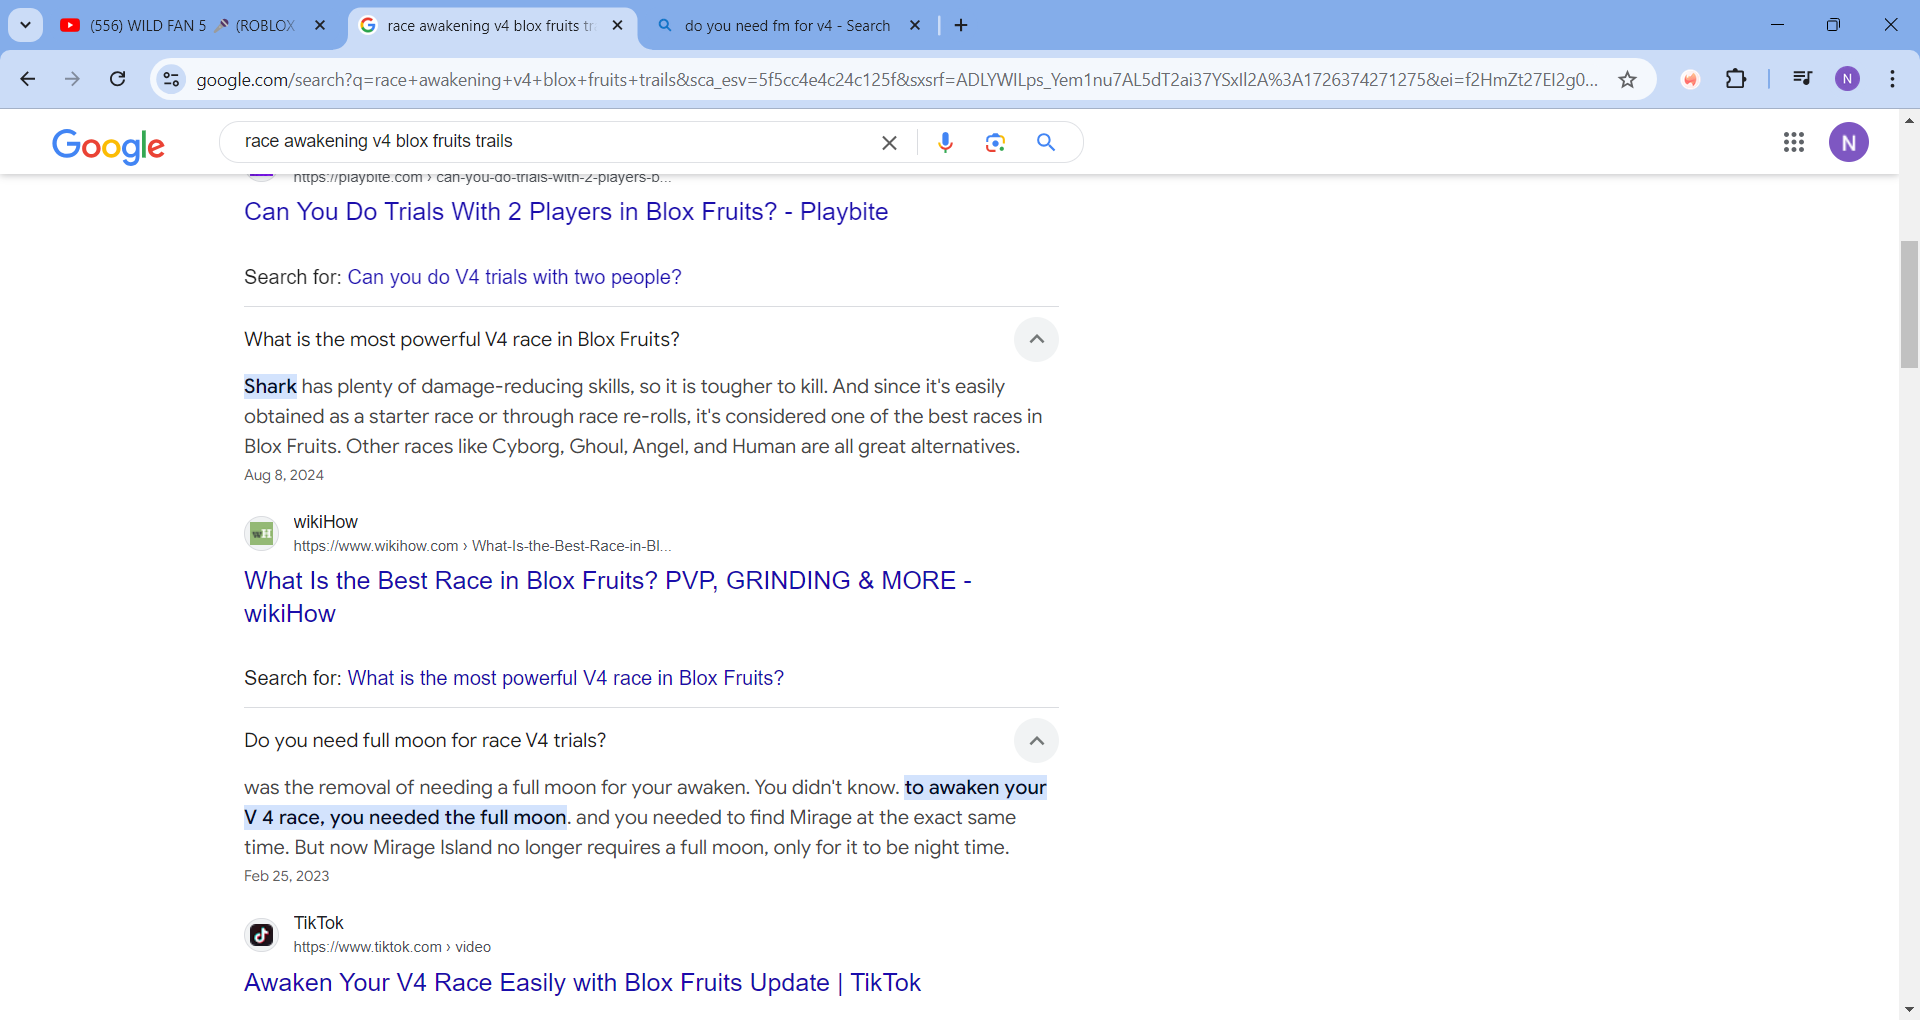 (556) WILD FAN 5 (ROBLOX
race awakening v4 blox fruits tr
do you need fm for v4 - Search
google.com/search?q=race+awakening+v4+blox+fruits+trails&sca_esv=5f5cc4e4c24c125f&sxsrf=ADLYWILps_Yem1nu7AL5dT2ai37YSxIl2A%3A1726374271275&ei=f2HmZt27EI2g0...
N
Google
race awakening v4 blox fruits trails
N
https://playbite.com › can-you-do-trials-with-2-players-b...
Can You Do Trials With 2 Players in Blox Fruits? - Playbite
Search for: Can you do V4 trials with two people?
What is the most powerful V4 race in Blox Fruits?
Shark has plenty of damage-reducing skills, so it is tougher to kill. And since it's easily
obtained as a starter race or through race re-rolls, it's considered one of the best races in
Blox Fruits. Other races like Cyborg, Ghoul, Angel, and Human are all great alternatives.
Aug 8, 2024
wH
wikiHow
https://www.wikihow.com › What-Is-the-Best-Race-in-Bl...
What Is the Best Race in Blox Fruits? PVP, GRINDING & MORE -
wikiHow
Search for: What is the most powerful V4 race in Blox Fruits?
Do you need full moon for race V4 trials?
was the removal of needing a full moon for your awaken. You didn't know. to awaken your
V 4 race, you needed the full moon. and you needed to find Mirage at the exact same
time. But now Mirage Island no longer requires a full moon, only for it to be night time.
Feb 25, 2023
TikTok
https://www.tiktok.com › video
Awaken Your V4 Race Easily with Blox Fruits Update | TikTok